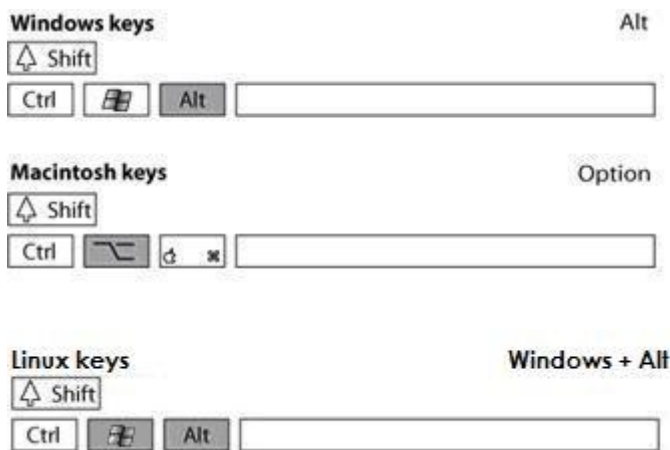 Windows keys Alt
Shift
Ctrl Alt
Macintosh keys Option
Shift
Ctrl ⌥ ⌘
Linux keys Windows + Alt
Shift
Ctrl Alt